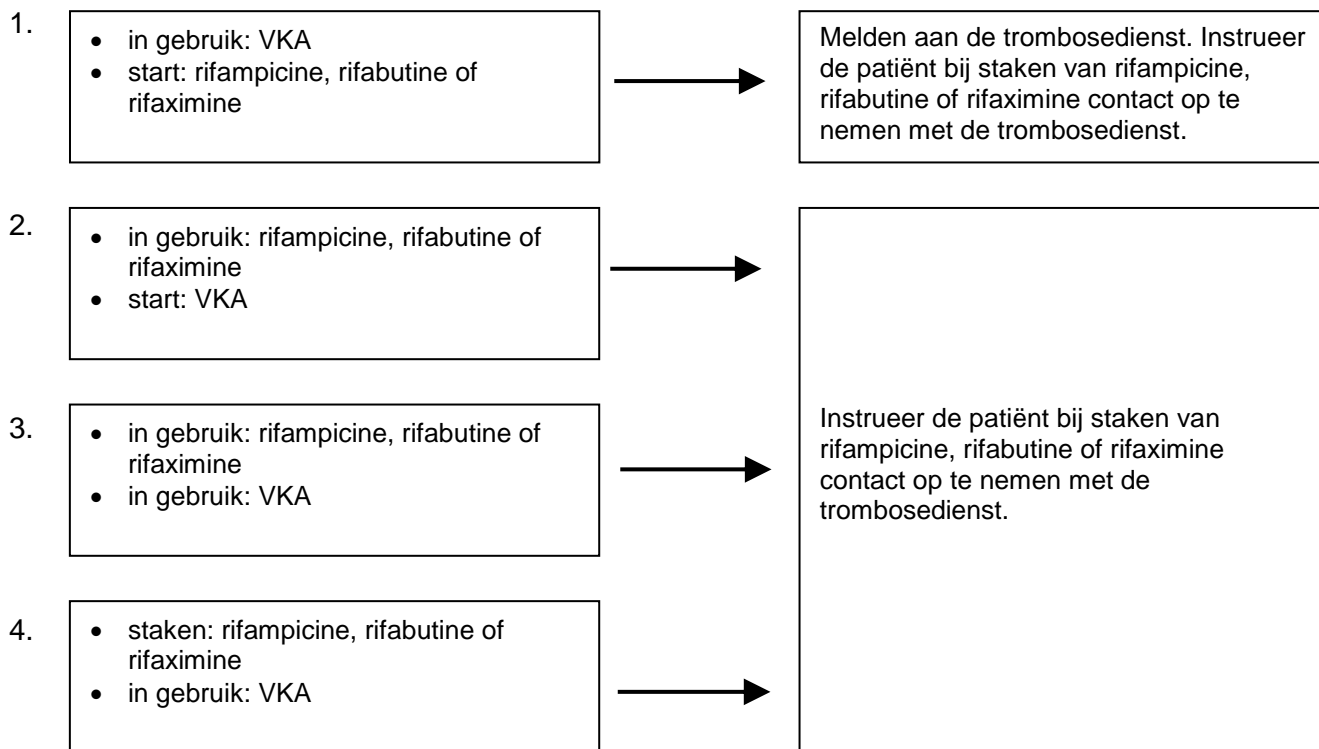 1.
• in gebruik: VKA
• start: rifampicine, rifabutine of
rifaximine
Melden aan de trombosedienst. Instrueer
de patiënt bij staken van rifampicine,
rifabutine of rifaximine contact op te
nemen met de trombosedienst.
2.
• in gebruik: rifampicine, rifabutine of
rifaximine
• start: VKA
3.
• in gebruik: rifampicine, rifabutine of
rifaximine
• in gebruik: VKA
Instrueer de patiënt bij staken van
rifampicine, rifabutine of rifaximine
contact op te nemen met de
trombosedienst.
4.
• staken: rifampicine, rifabutine of
rifaximine
• in gebruik: VKA